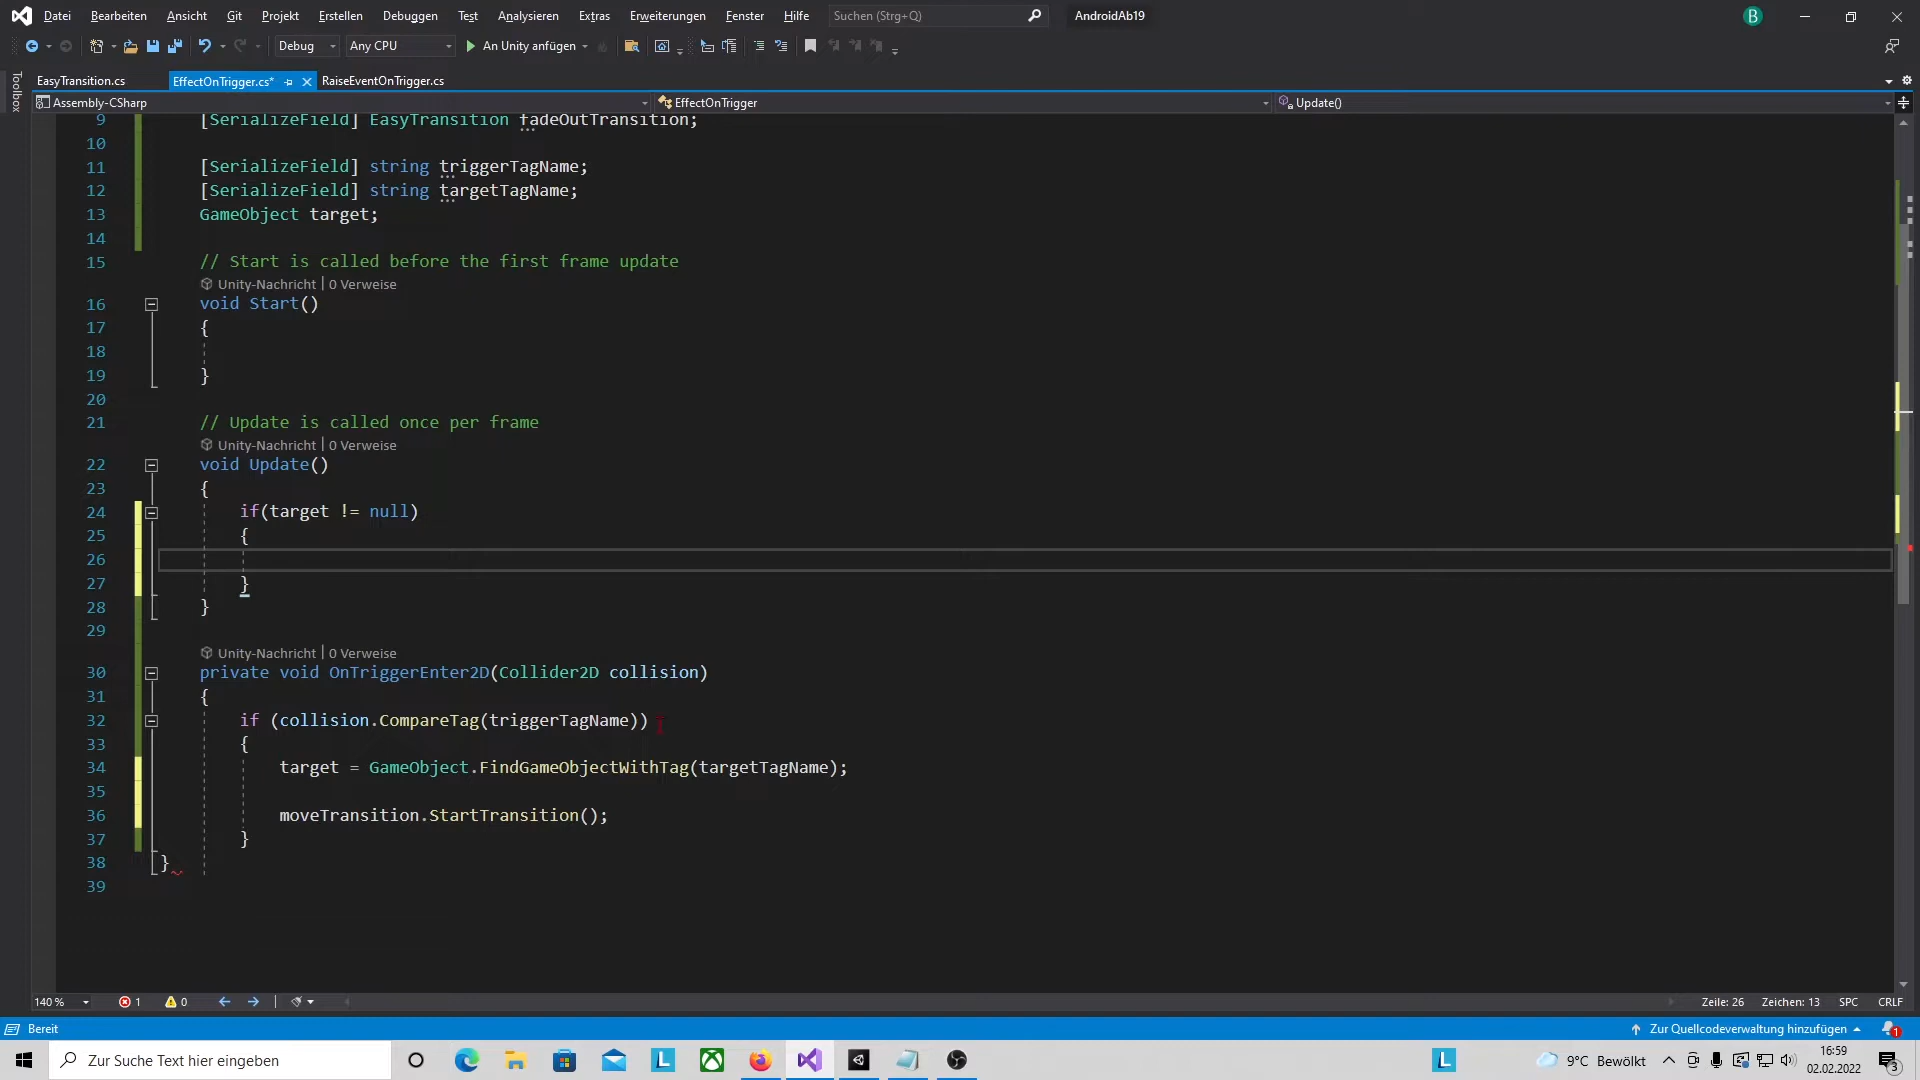 Datei Bearbeiten Ansicht Git Projekt Erstellen Debuggen Test Analysieren Extras Erweiterungen Fenster Hilfe Suchen (Strg+Q) AndroidAb19 B
Debug Any CPU An Unity anfügen
Toolbox
EasyTransition.cs EffectOnTrigger.cs* RaiseEventOnTrigger.cs
Assembly-CSharp EffectOnTrigger Update()
9 [SerializeField] EasyTransition fadeOutTransition;
10
11 [SerializeField] string triggerTagName;
12 [SerializeField] string targetTagName;
13 GameObject target;
14
15 // Start is called before the first frame update
Unity-Nachricht | 0 Verweise
16 void Start()
17 {
18
19 }
20
21 // Update is called once per frame
Unity-Nachricht | 0 Verweise
22 void Update()
23 {
24 if(target != null)
25 {
26
27 }
28 }
29
Unity-Nachricht | 0 Verweise
30 private void OnTriggerEnter2D(Collider2D collision)
31 {
32 if (collision.CompareTag(triggerTagName))
33 {
34 target = GameObject.FindGameObjectWithTag(targetTagName);
35
36 moveTransition.StartTransition();
37 }
38 }
39
140 % 1 0 Zeile: 26 Zeichen: 13 SPC CRLF
Bereit Zur Quellcodeverwaltung hinzufügen 1
Zur Suche Text hier eingeben L L 9°C Bewölkt 16:59
02.02.2022 3